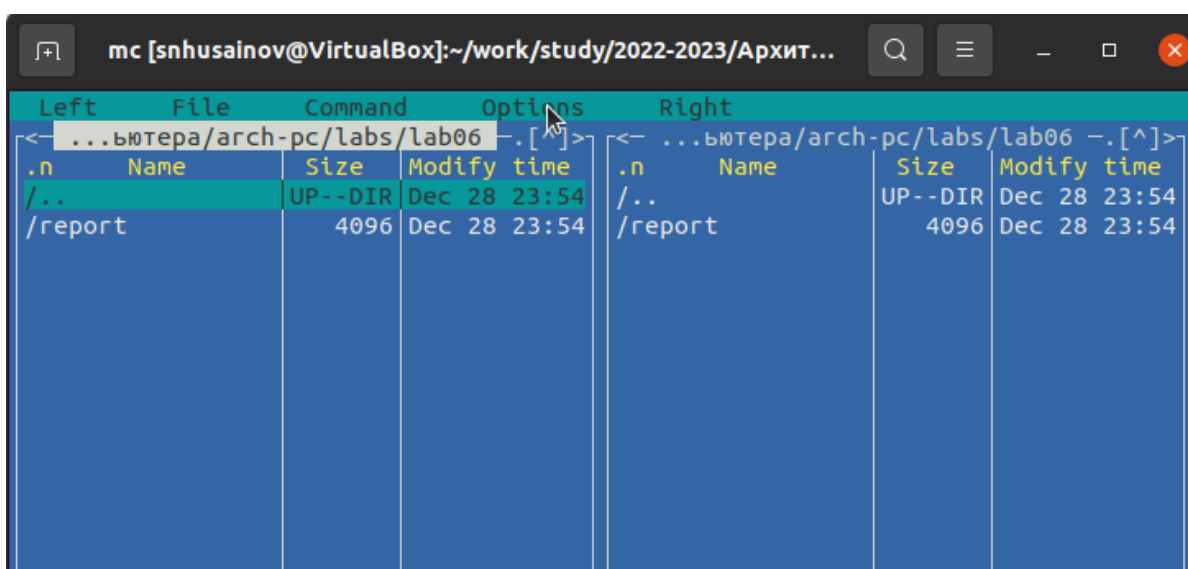 mc [snhusainov@VirtualBox]:~/work/study/2022-2023/Архит...
Left File Command Options Right
<─ ...ьютера/arch-pc/labs/lab06 ─.[^]> <─ ...ьютера/arch-pc/labs/lab06 ─.[^]>
.n Name Size Modify time .n Name Size Modify time
/.. UP--DIR Dec 28 23:54 /.. UP--DIR Dec 28 23:54
/report 4096 Dec 28 23:54 /report 4096 Dec 28 23:54